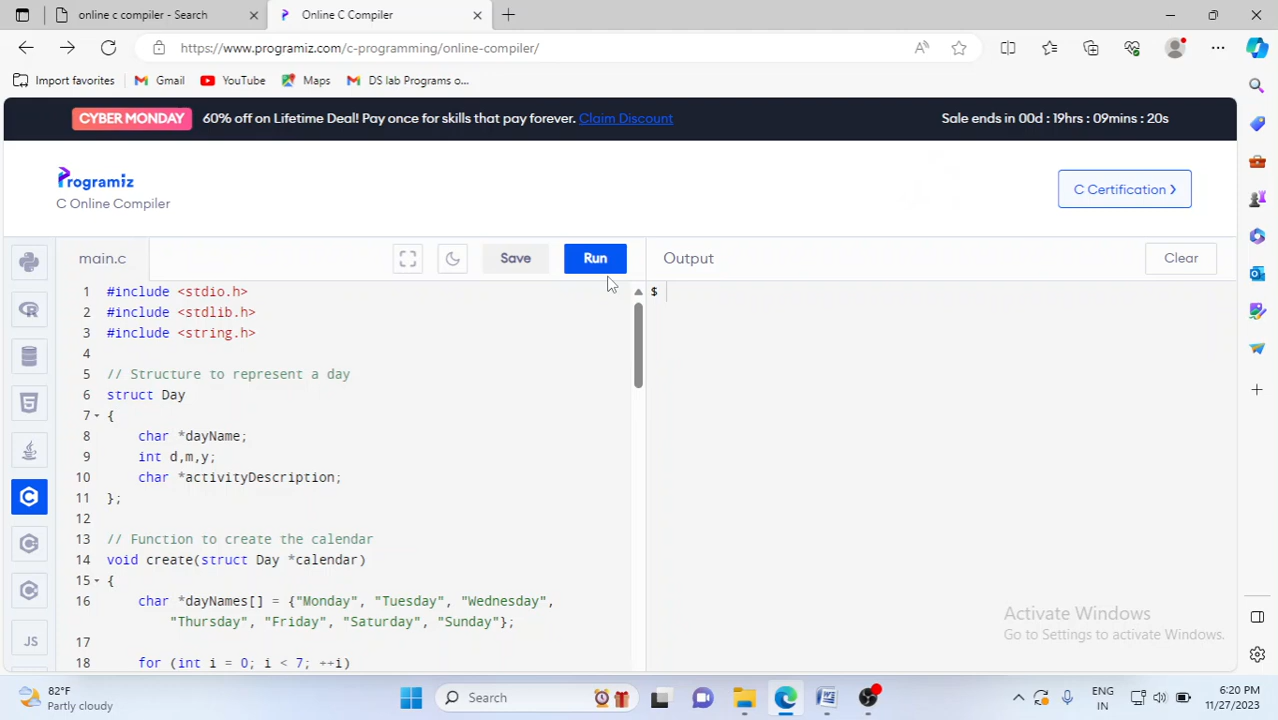 online c compiler - Search
Online C Compiler
https://www.programiz.com/c-programming/online-compiler/
Import favorites
Gmail
YouTube
Maps
DS lab Programs o...
CYBER MONDAY
60% off on Lifetime Deal! Pay once for skills that pay forever. Claim Discount
Sale ends in 00d : 19hrs : 09mins : 20s
Programiz
C Online Compiler
C Certification
main.c
Save
Run
Output
Clear
1 #include <stdio.h>
2 #include <stdlib.h>
3 #include <string.h>
4
5 // Structure to represent a day
6 struct Day
7 {
8 char *dayName;
9 int d,m,y;
10 char *activityDescription;
11 };
12
13 // Function to create the calendar
14 void create(struct Day *calendar)
15 {
16 char *dayNames[] = {"Monday", "Tuesday", "Wednesday",
"Thursday", "Friday", "Saturday", "Sunday"};
17
18 for (int i = 0; i < 7; ++i)
$
JS
Activate Windows
Go to Settings to activate Windows.
82°F
Partly cloudy
Search
ENG
IN
6:20 PM
11/27/2023